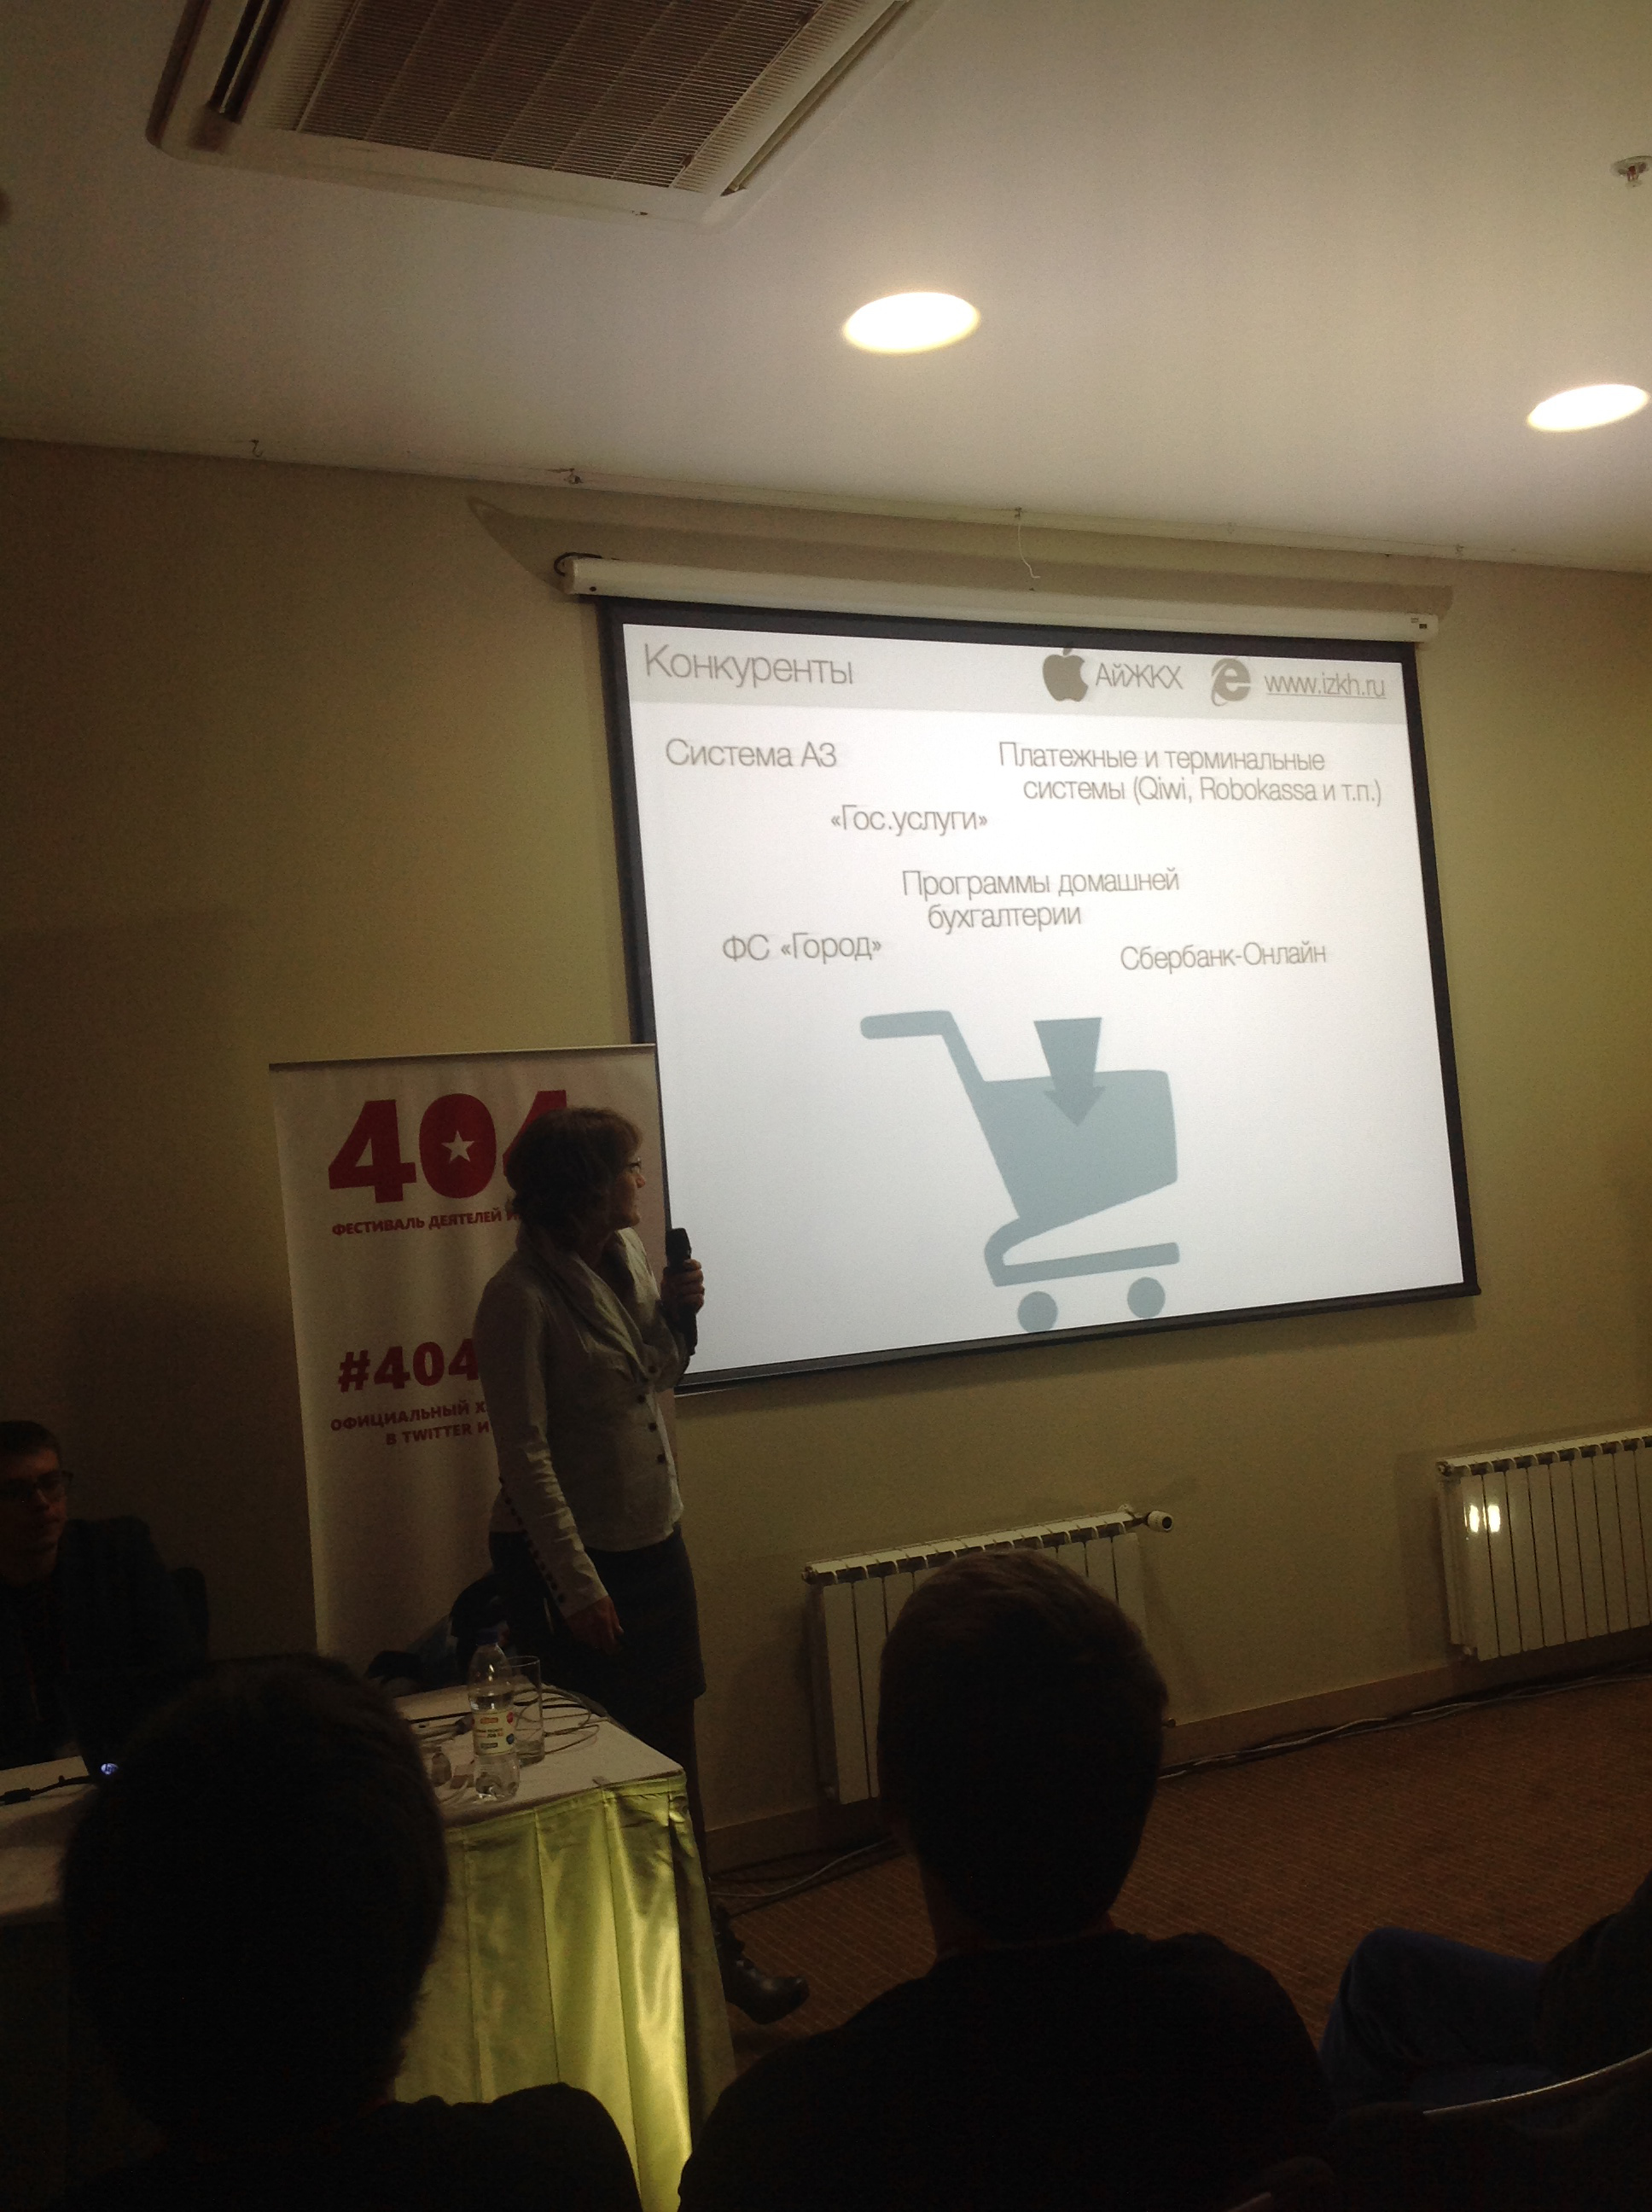 Конкуренты
АйЖКХ
www.izkh.ru
Система А3
Платежные и терминальные
системы (Qiwi, Robokassa и т.п.)
«Гос.услуги»
Программы домашней
бухгалтерии
ФС «Город»
Сбербанк-Онлайн
404
ФЕСТИВАЛЬ ДЕЯТЕЛЕЙ
#404
ОФИЦИАЛЬНЫЙ
В TWITTER И
hp